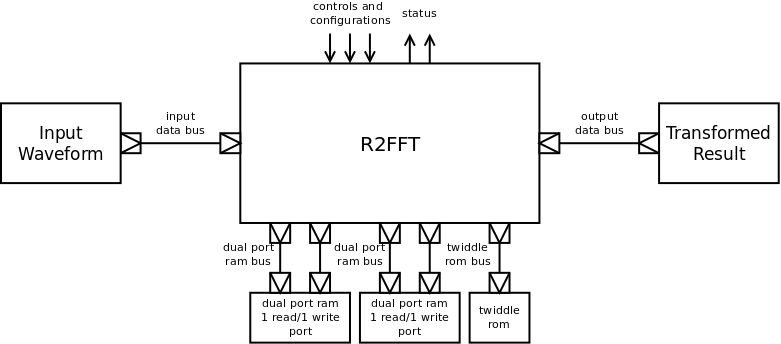 controls and
configurations
status
Input
Waveform
input
data bus
R2FFT
output
data bus
Transformed
Result
dual port
ram bus
dual port
ram bus
twiddle
rom bus
dual port ram
1 read/1 write
port
dual port ram
1 read/1 write
port
twiddle
rom